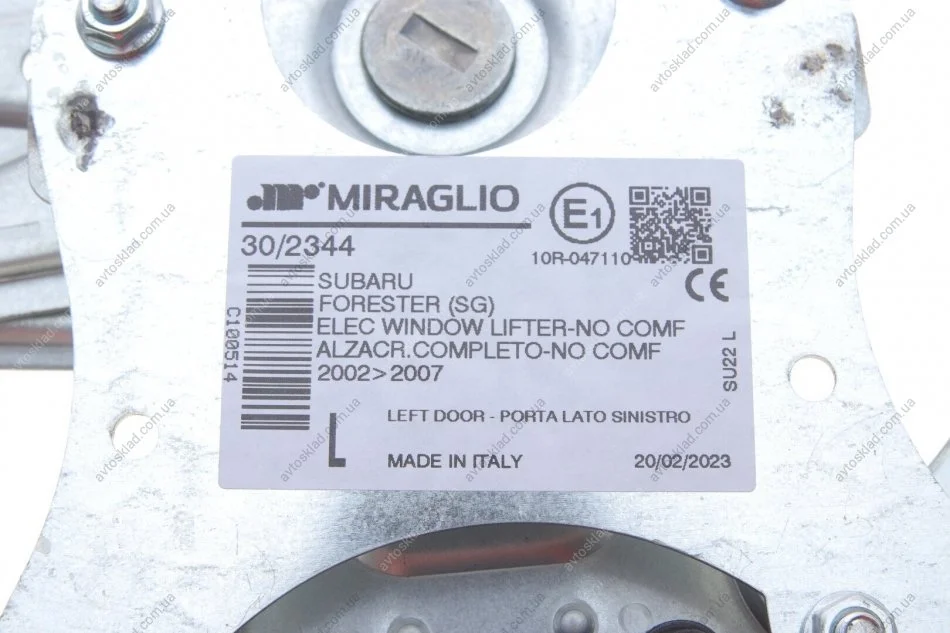 MIRAGLIO
E1
10R-047110
30/2344
CE
SUBARU
FORESTER (SG)
ELEC WINDOW LIFTER-NO COMF
ALZACR.COMPLETO-NO COMF
2002>2007
C100514
SU22 L
LEFT DOOR - PORTA LATO SINISTRO
L
MADE IN ITALY
20/02/2023
avtosklad.com.ua